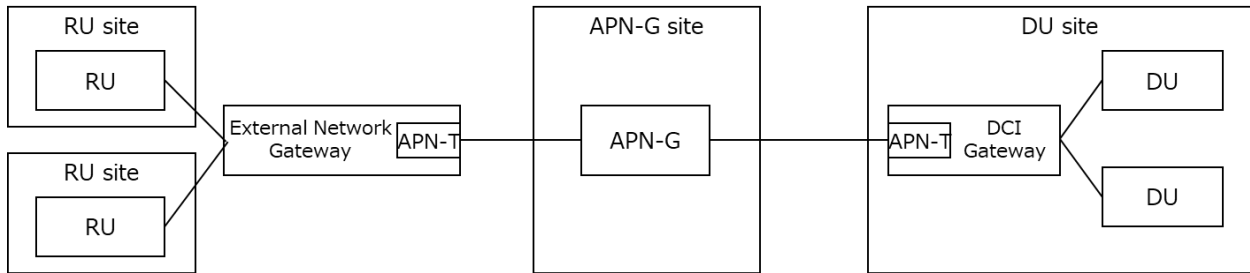 RU site
RU
RU site
RU
External Network
Gateway
APN-T
APN-G site
APN-G
DU site
APN-T
DCI
Gateway
DU
DU